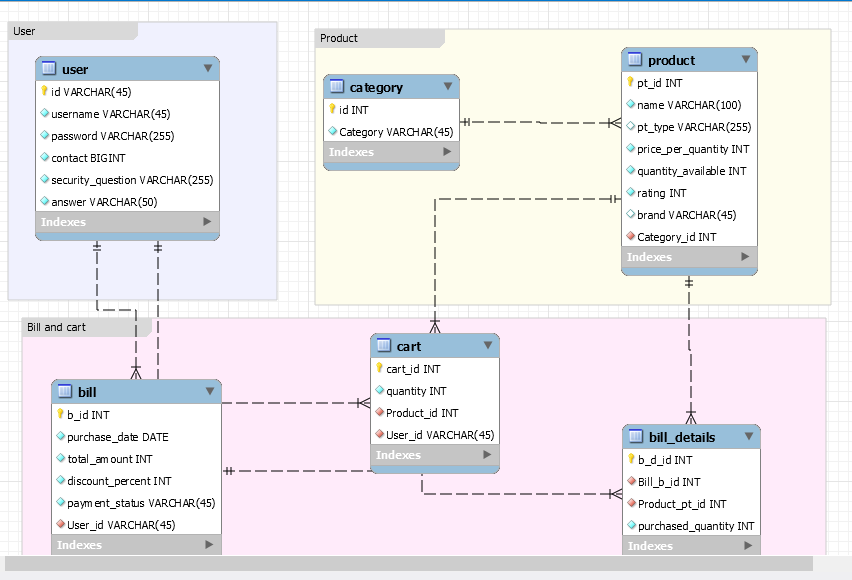 User
user
id VARCHAR(45)
username VARCHAR(45)
password VARCHAR(255)
contact BIGINT
security_question VARCHAR(255)
answer VARCHAR(50)
Indexes
Product
category
id INT
Category VARCHAR(45)
Indexes
product
pt_id INT
name VARCHAR(100)
pt_type VARCHAR(255)
price_per_quantity INT
quantity_available INT
rating INT
brand VARCHAR(45)
Category_id INT
Indexes
Bill and cart
bill
b_id INT
purchase_date DATE
total_amount INT
discount_percent INT
payment_status VARCHAR(45)
User_id VARCHAR(45)
Indexes
cart
cart_id INT
quantity INT
Product_id INT
User_id VARCHAR(45)
Indexes
bill_details
b_d_id INT
Bill_b_id INT
Product_pt_id INT
purchased_quantity INT
Indexes